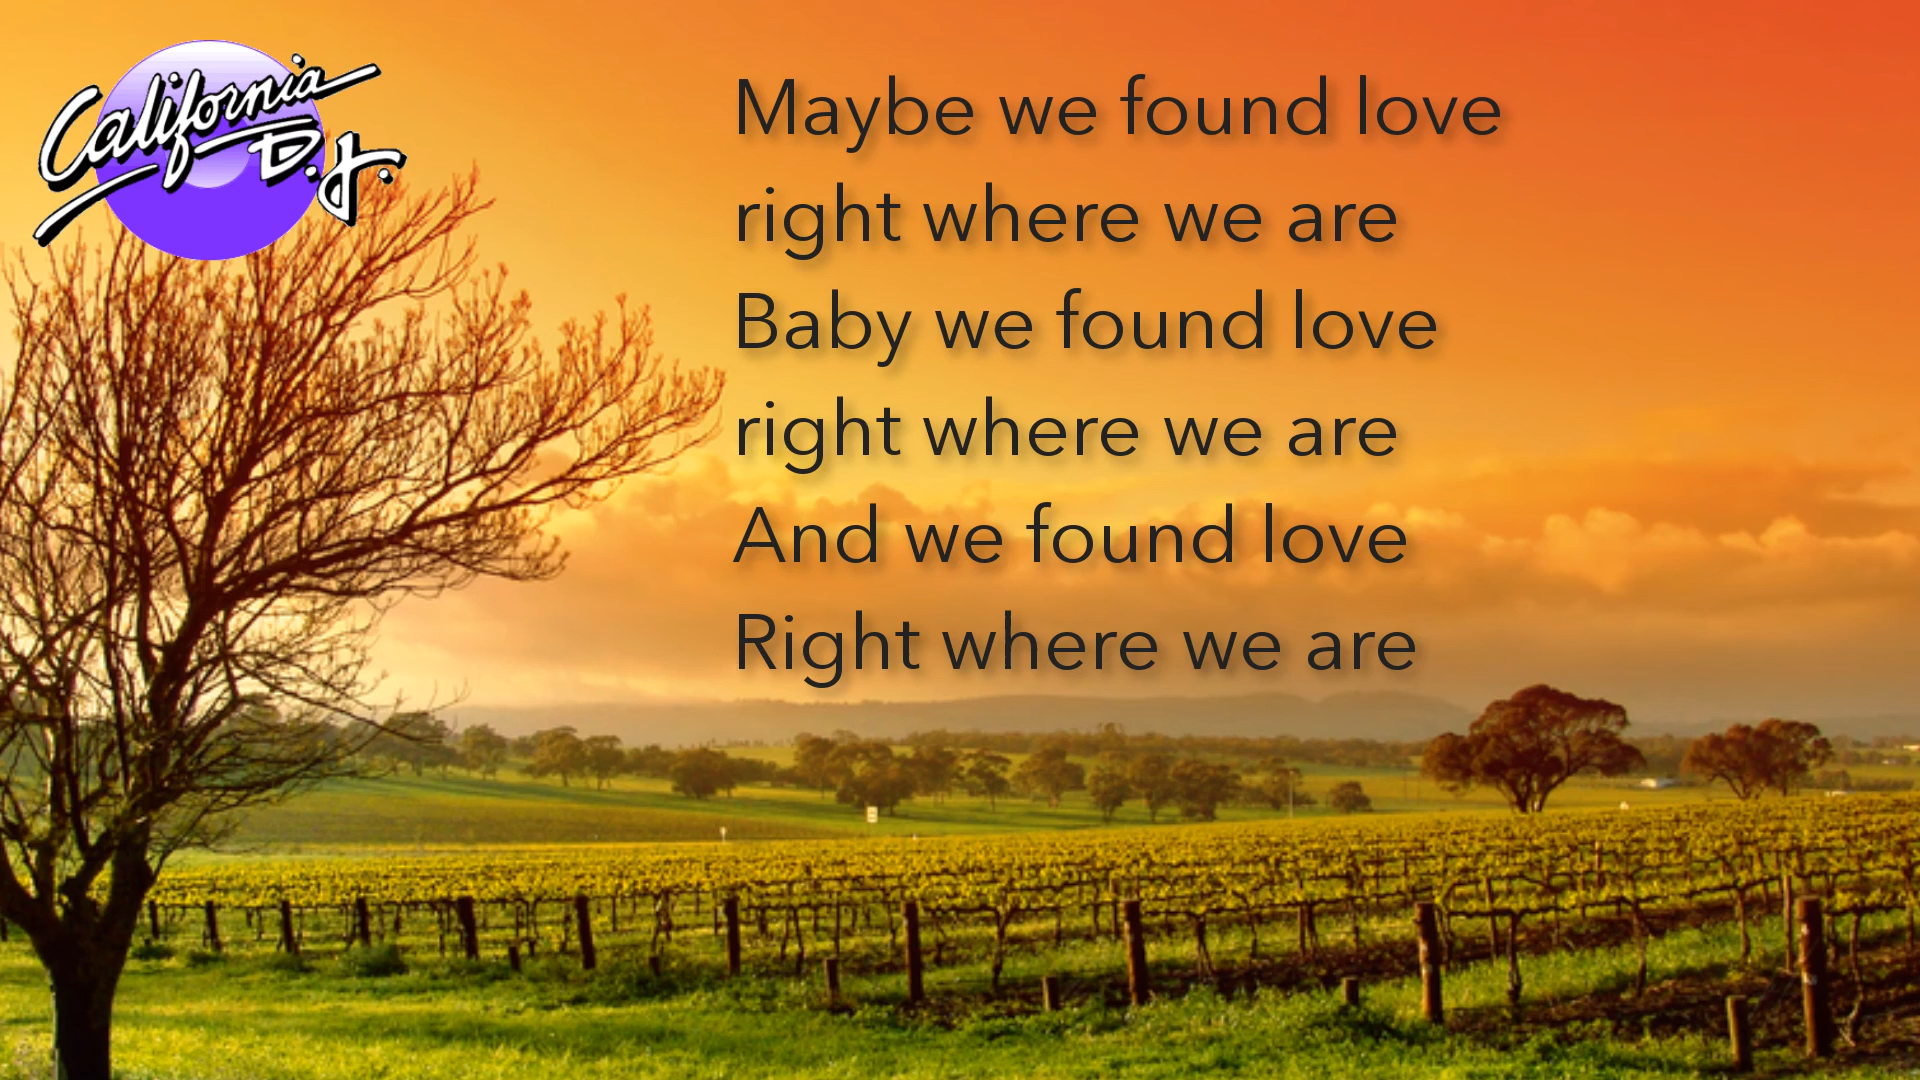 California
D.J.
Maybe we found love
right where we are
Baby we found love
right where we are
And we found love
Right where we are